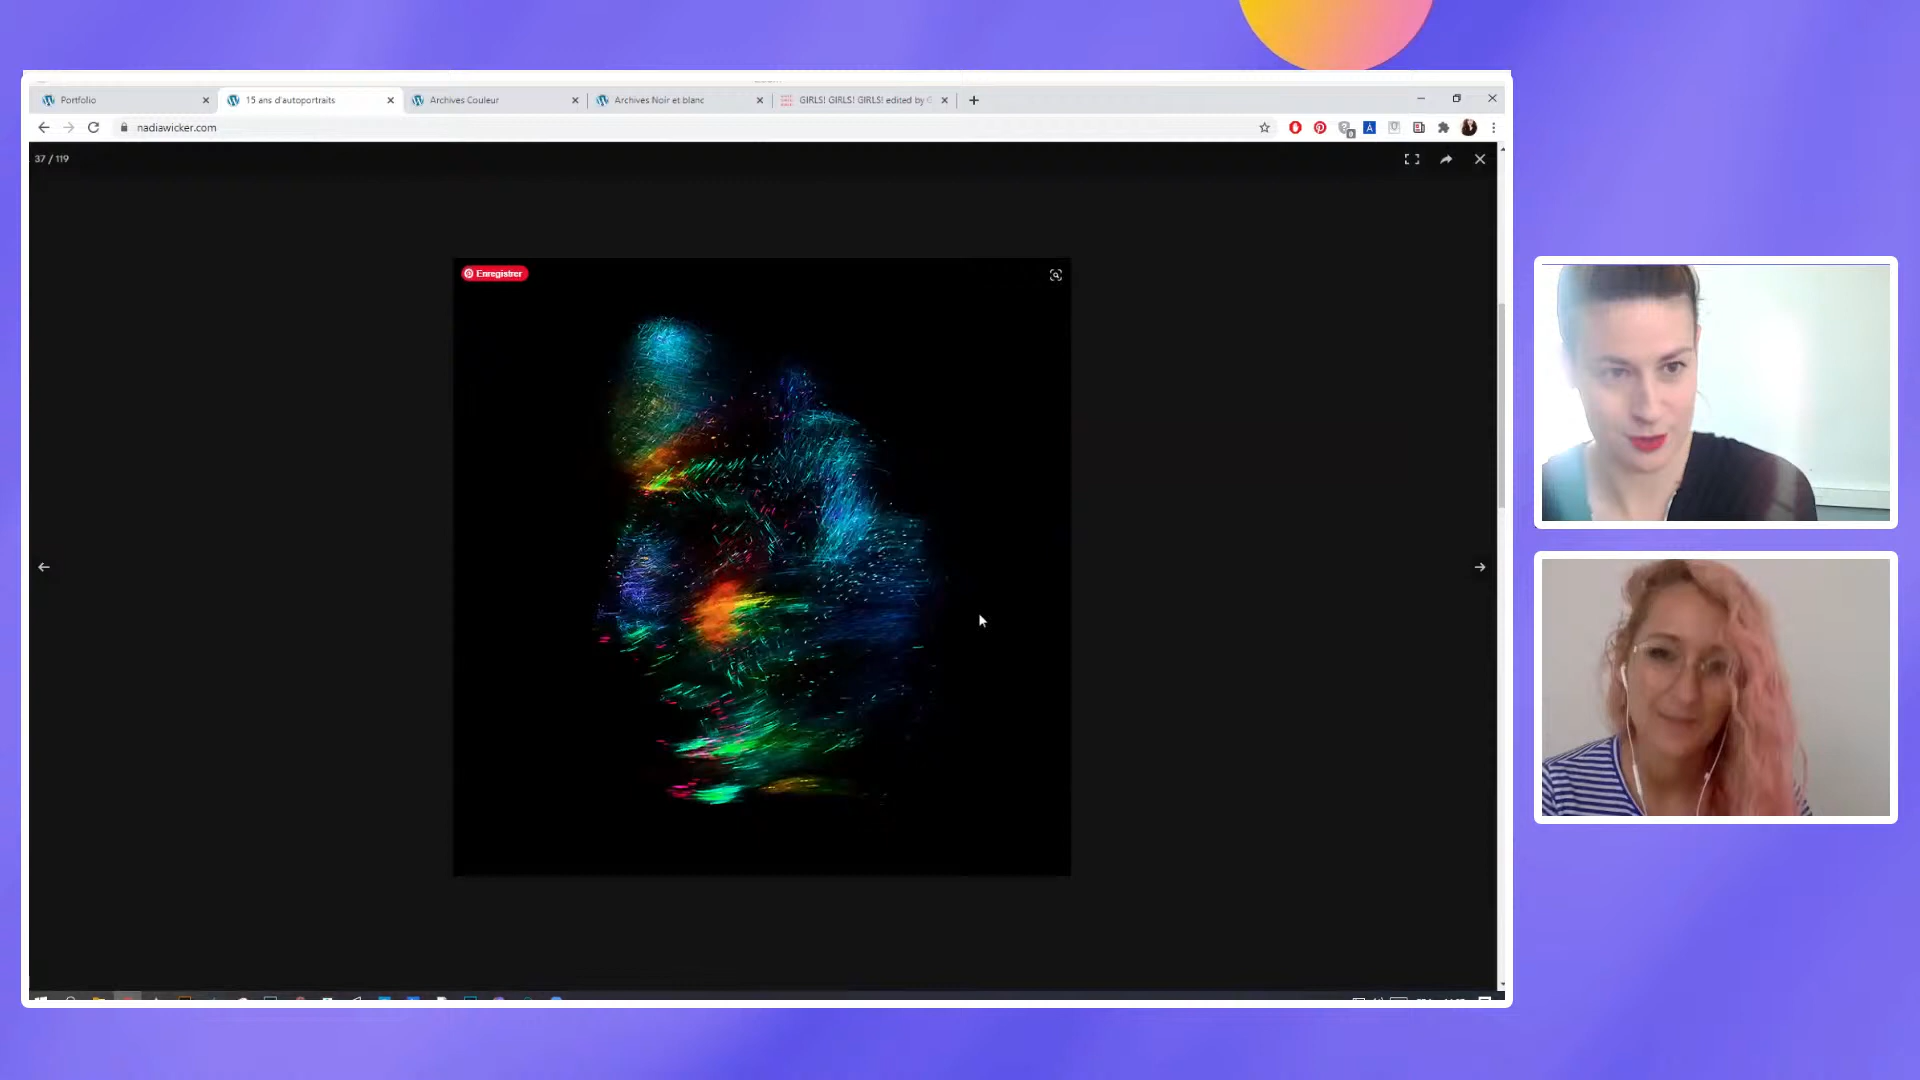 Portfolio
15 ans d'autoportraits
Archives Couleur
Archives Noir et blanc
GIRLS! GIRLS! GIRLS! edited by G
nadiawicker.com
37 / 119
Enregistrer